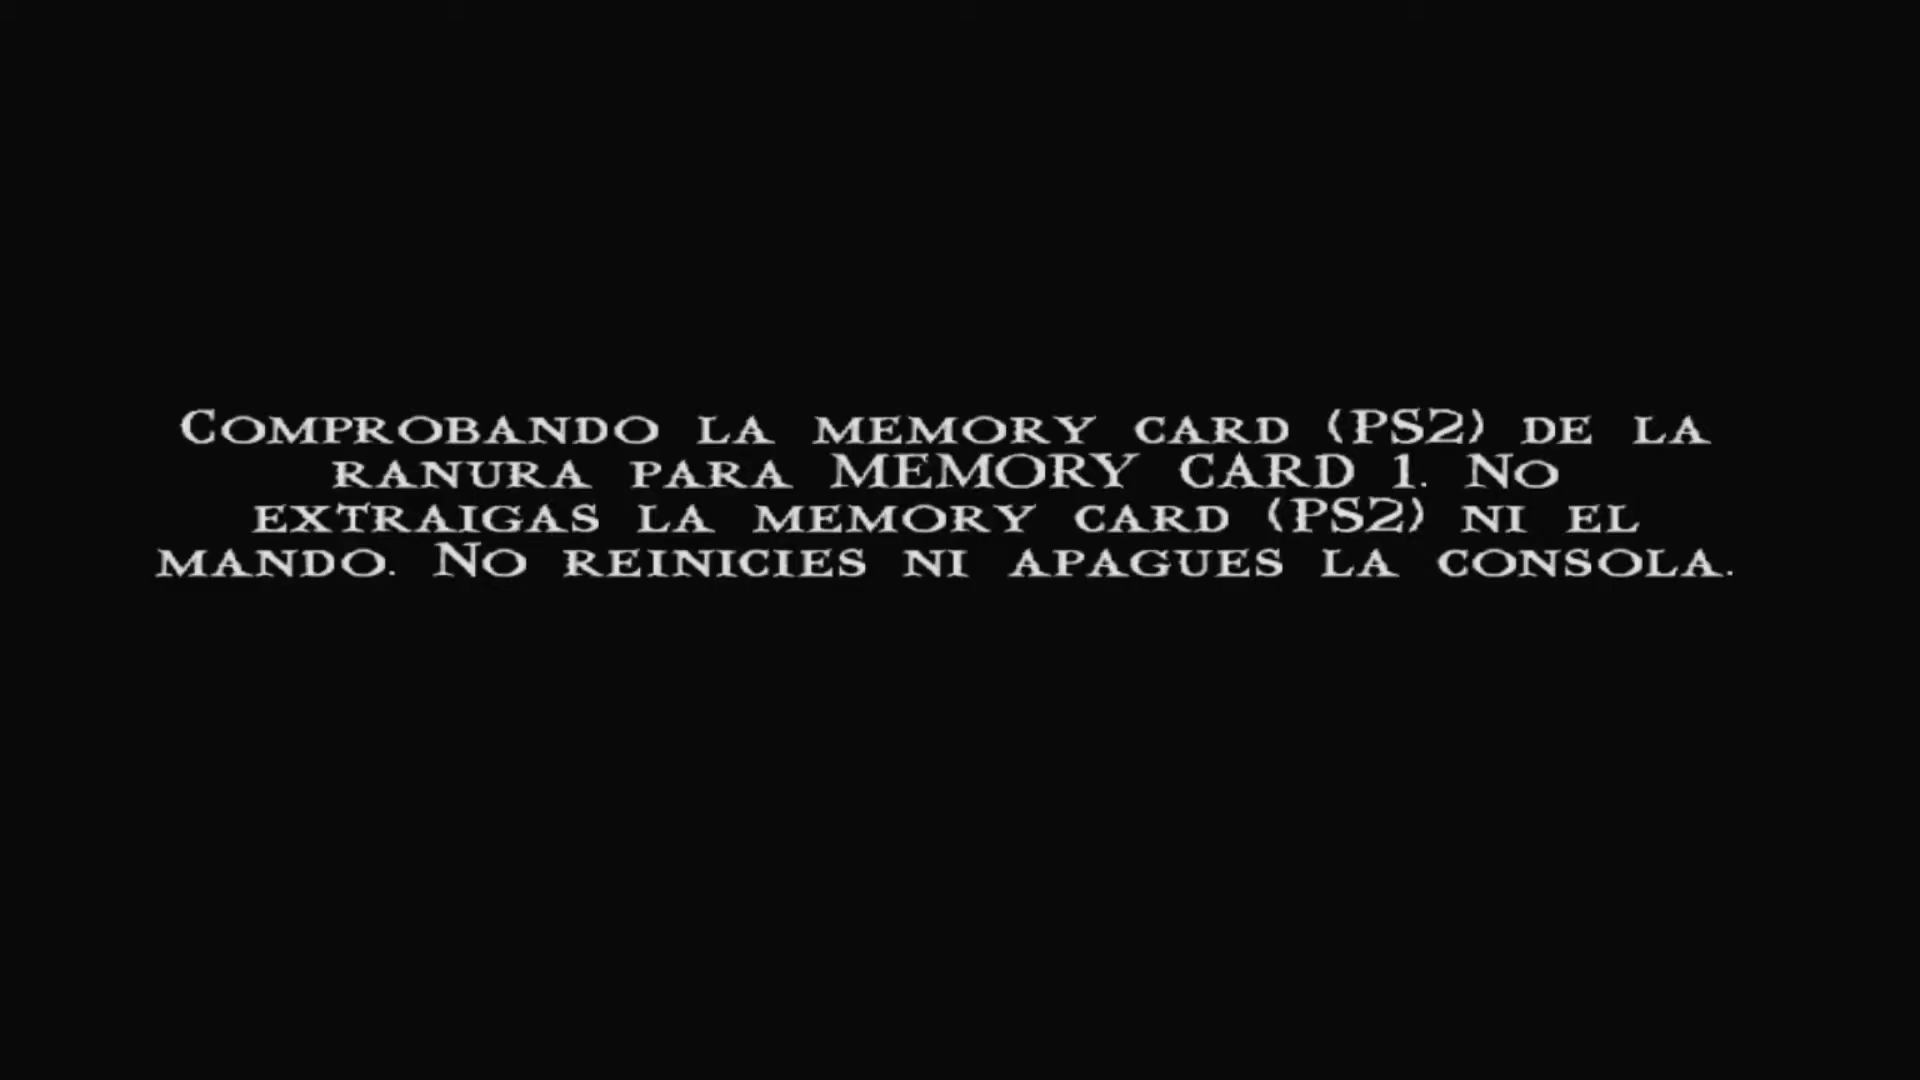 Comprobando la memory card (PS2) de la
ranura para MEMORY CARD 1. No
extraigas la memory card (PS2) ni el
mando. No reinicies ni apagues la consola.